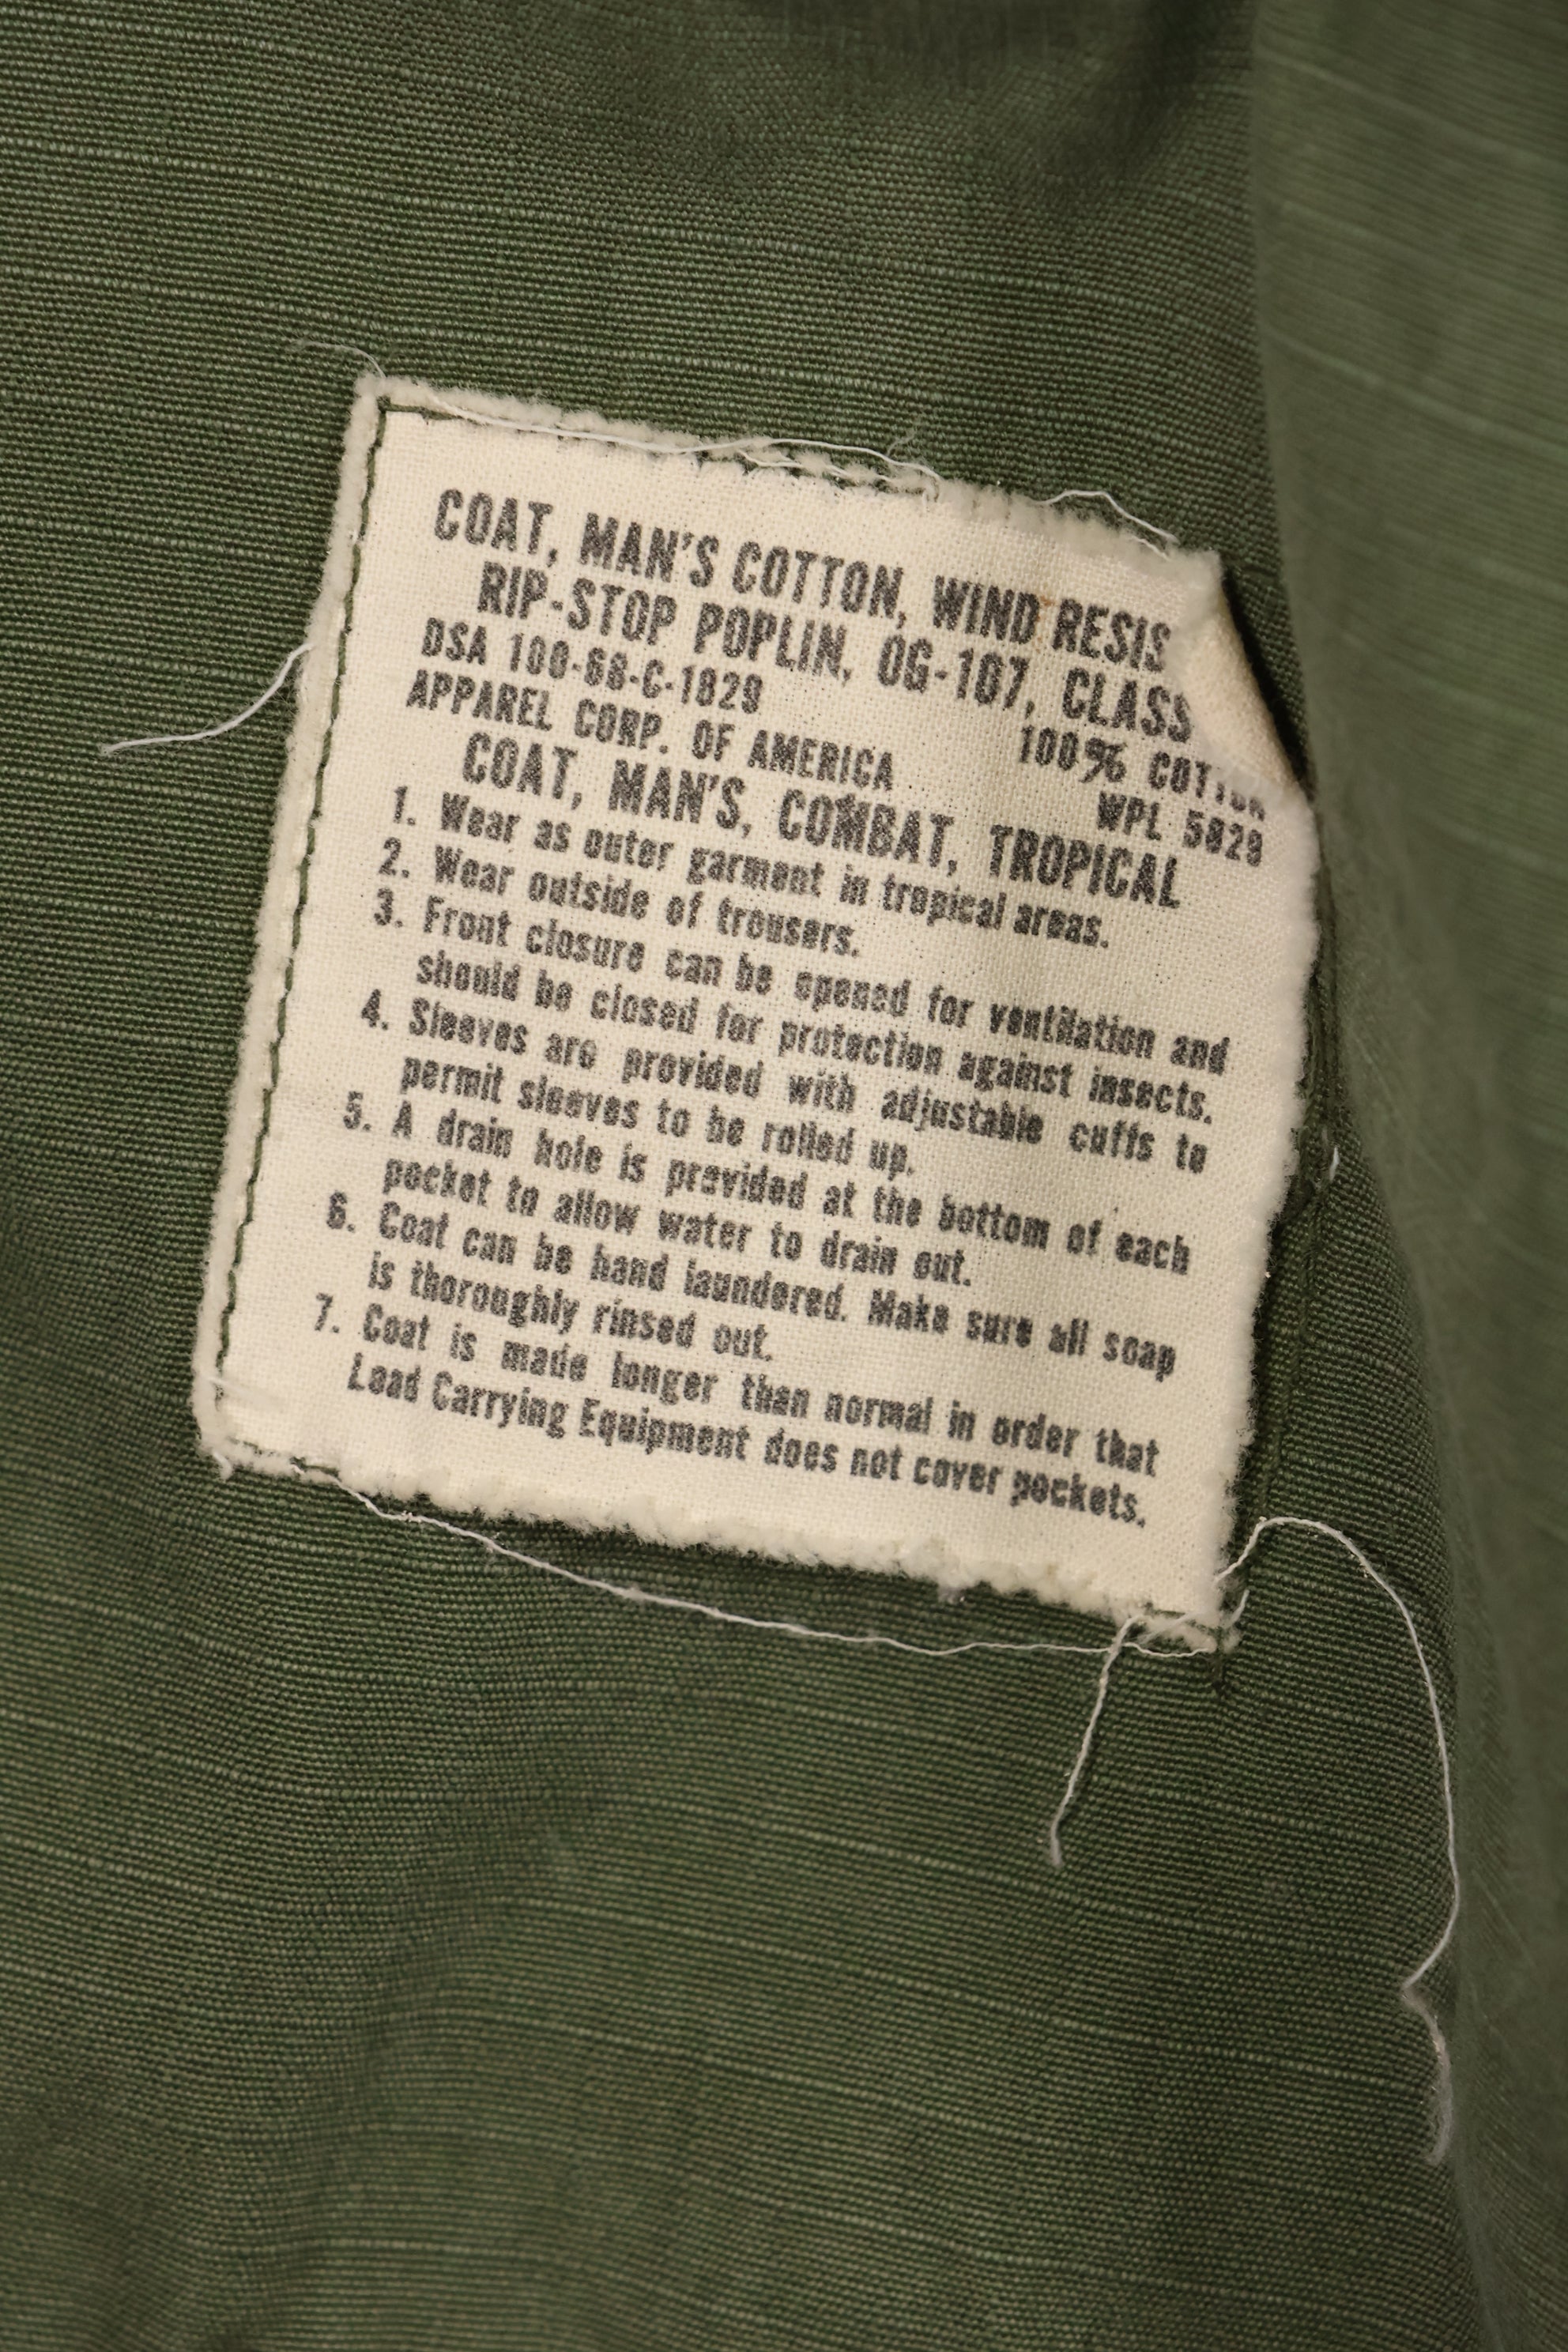 COAT, MAN'S COTTON, WIND RESIS
RIP-STOP POPLIN, OG-107, CLASS
DSA 100-68-C-1829
100% COTTON
APPAREL CORP. OF AMERICA
WPL 5829
COAT, MAN'S, COMBAT, TROPICAL
1. Wear as outer garment in tropical areas.
2. Wear outside of trousers.
3. Front closure can be opened for ventilation and
should be closed for protection against insects.
4. Sleeves are provided with adjustable cuffs to
permit sleeves to be rolled up.
5. A drain hole is provided at the bottom of each
pocket to allow water to drain out.
6. Coat can be hand laundered. Make sure all soap
is thoroughly rinsed out.
7. Coat is made longer than normal in order that
Load Carrying Equipment does not cover pockets.